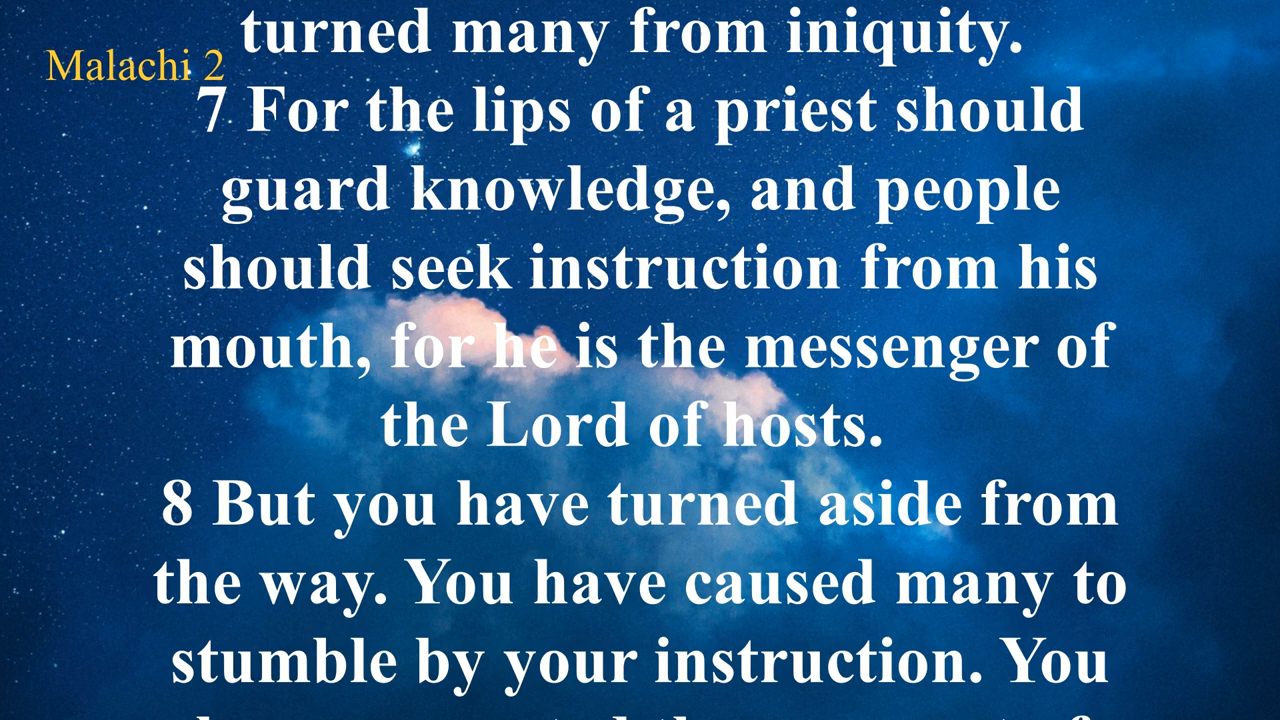 turned many from iniquity.
Malachi 2
7 For the lips of a priest should
guard knowledge, and people
should seek instruction from his
mouth, for he is the messenger of
the Lord of hosts.
8 But you have turned aside from
the way. You have caused many to
stumble by your instruction. You